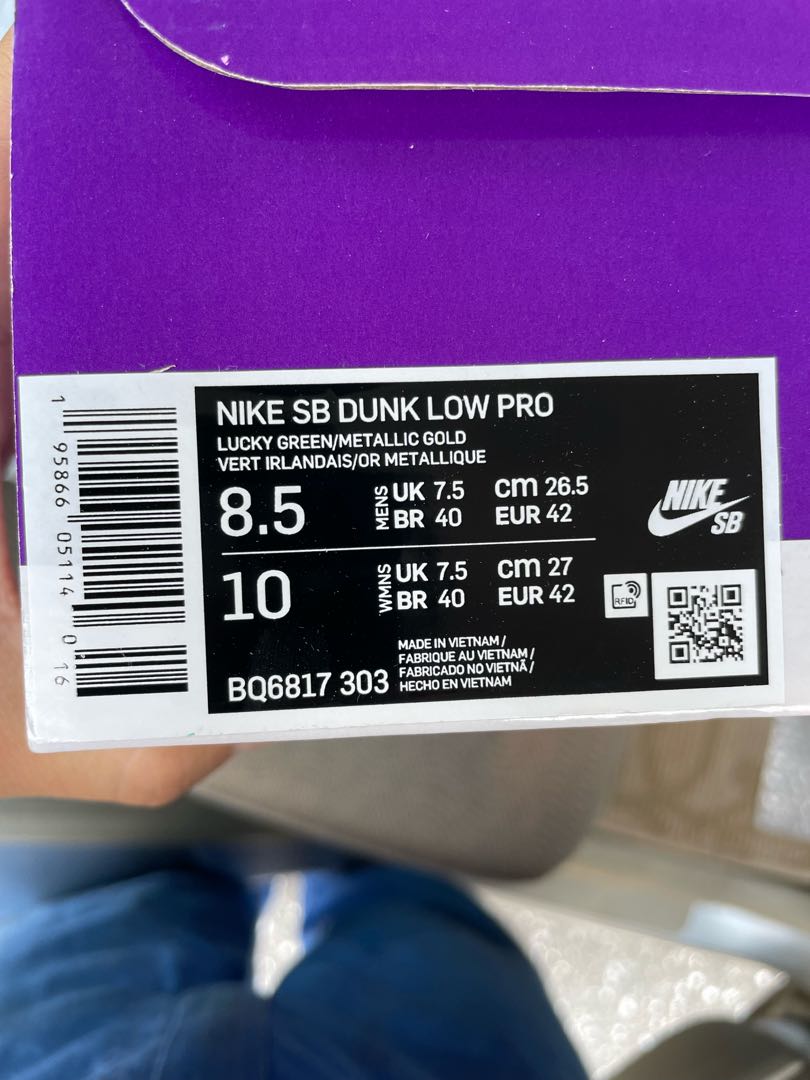 NIKE SB DUNK LOW PRO
LUCKY GREEN/METALLIC GOLD
VERT IRLANDAIS/OR METALLIQUE
8.5
MENS
UK 7.5 cm 26.5
BR 40 EUR 42
10
WMNS
UK 7.5 cm 27
BR 40 EUR 42
NIKE
SB
RFID
BQ6817 303
MADE IN VIETNAM /
FABRIQUE AU VIETNAM /
FABRICADO NO VIETNÃ /
HECHO EN VIETNAM
1 95866 05114 0 16